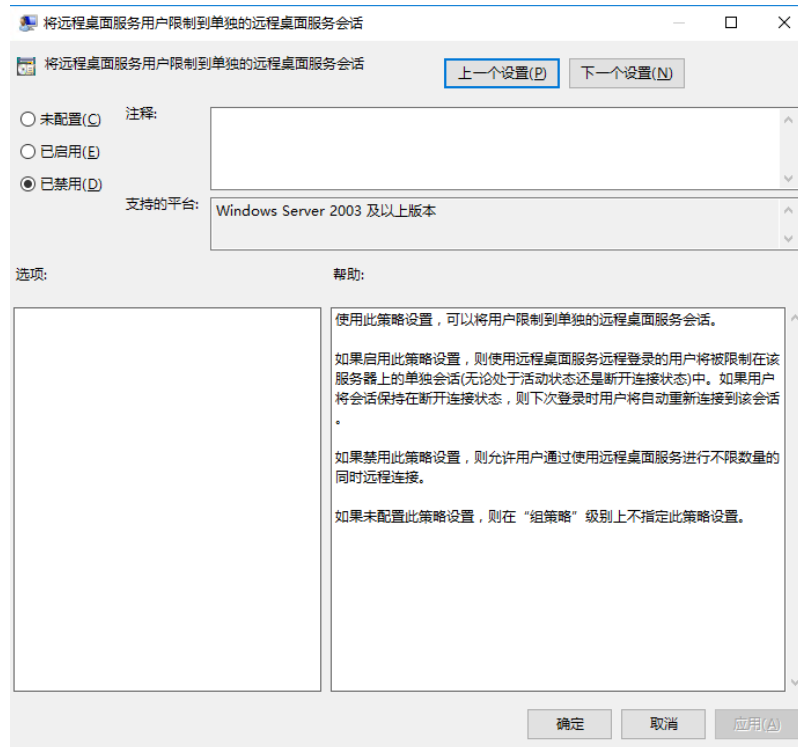 将远程桌面服务用户限制到单独的远程桌面服务会话
将远程桌面服务用户限制到单独的远程桌面服务会话
上一个设置(P)
下一个设置(N)
未配置(C)
注释:
已启用(E)
已禁用(D)
支持的平台:
Windows Server 2003 及以上版本
选项:
帮助:
使用此策略设置，可以将用户限制到单独的远程桌面服务会话。
如果启用此策略设置，则使用远程桌面服务远程登录的用户将被限制在该
服务器上的单独会话(无论处于活动状态还是断开连接状态)中。如果用户
将会话保持在断开连接状态，则下次登录时用户将自动重新连接到该会话
。
如果禁用此策略设置，则允许用户通过使用远程桌面服务进行不限数量的
同时远程连接。
如果未配置此策略设置，则在“组策略”级别上不指定此策略设置。
确定
取消
应用(A)